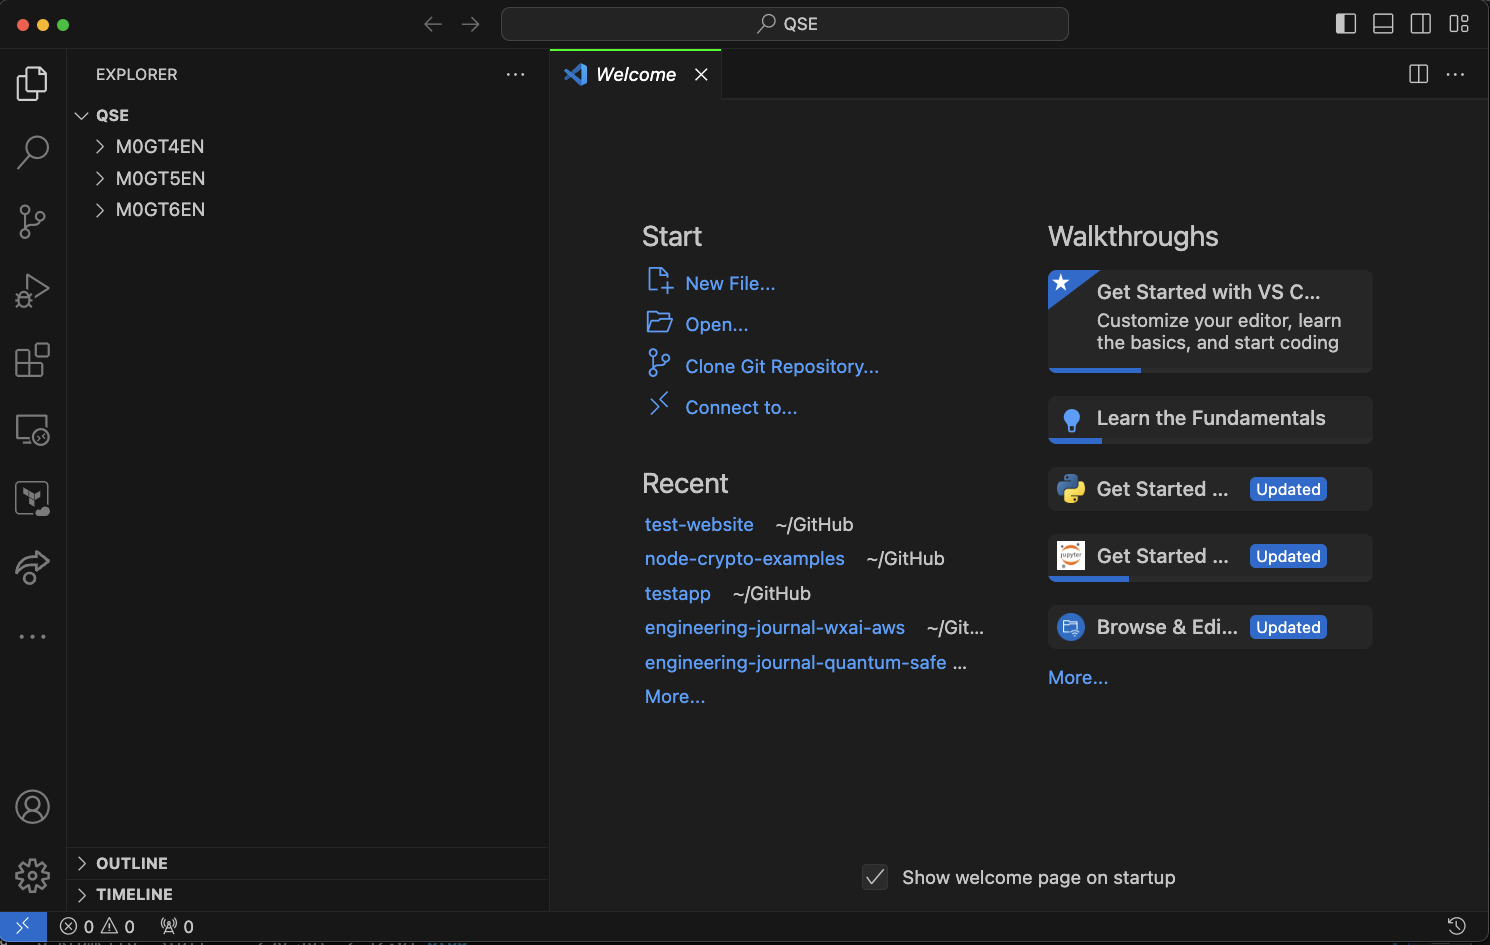 QSE
EXPLORER
QSE
M0GT4EN
M0GT5EN
M0GT6EN
OUTLINE
TIMELINE
Welcome
Start
New File...
Open...
Clone Git Repository...
Connect to...
Recent
test-website ~/GitHub
node-crypto-examples ~/GitHub
testapp ~/GitHub
engineering-journal-wxai-aws ~/Git...
engineering-journal-quantum-safe ...
More...
Walkthroughs
Get Started with VS C...
Customize your editor, learn
the basics, and start coding
Learn the Fundamentals
Get Started ... Updated
jupyter
Get Started ... Updated
Browse & Edi... Updated
More...
Show welcome page on startup
0 0 0